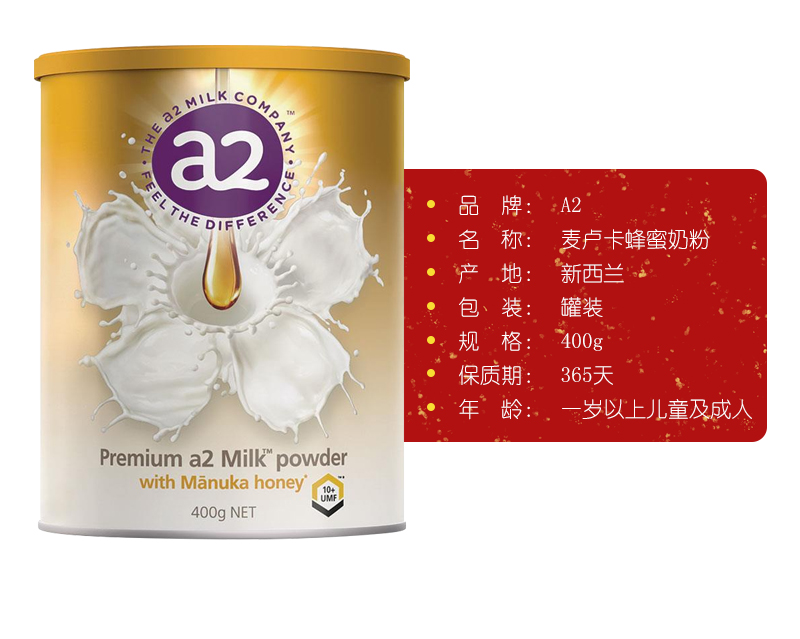 THE a2 MILK COMPANY™
a2
FEEL THE DIFFERENCE
Premium a2 Milk™ powder
with Mānuka honey*
10+
UMF
™*
400g NET
品 牌： A2
名 称： 麦卢卡蜂蜜奶粉
产 地： 新西兰
包 装： 罐装
规 格： 400g
保质期： 365天
年 龄： 一岁以上儿童及成人